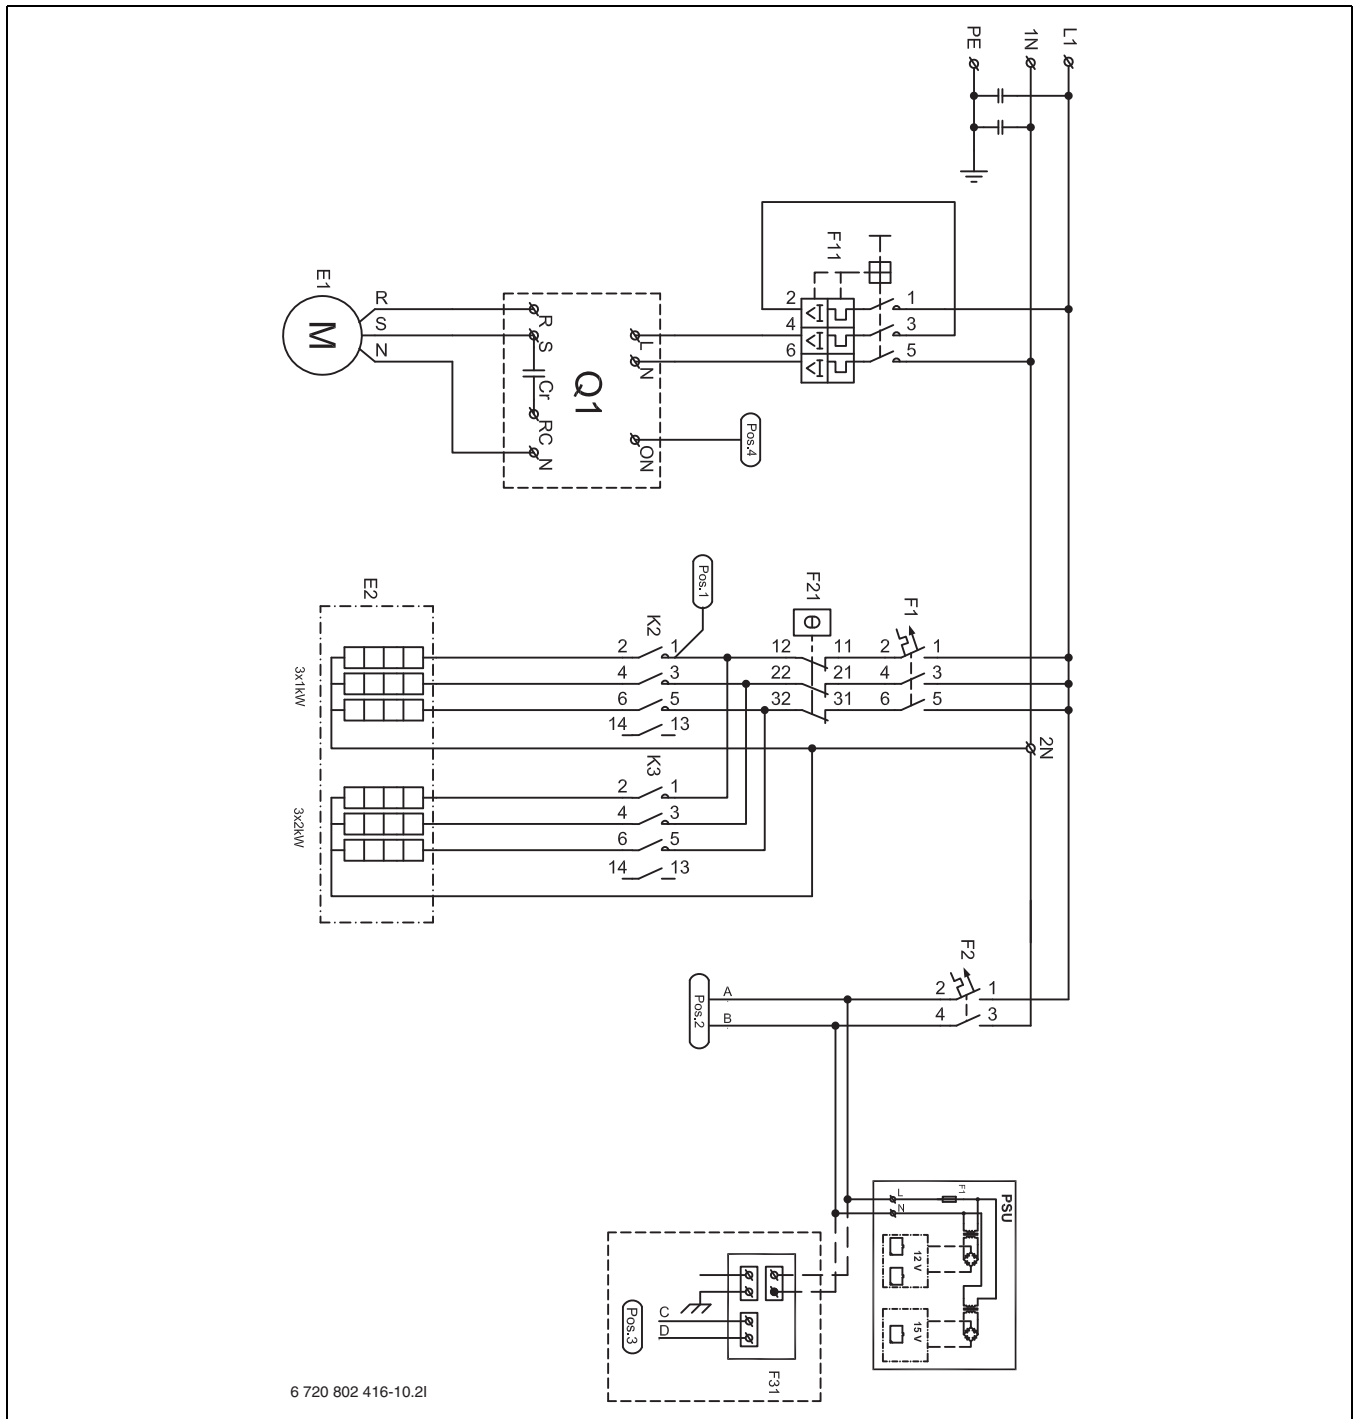 PE
1N
L1
F11
2
4
6
1
3
5
E1
M
R
S
N
R
S
Cr
RC
N
L
N
Q1
ON
Pos.4
Pos.1
F21
θ
F1
K2
E2
3x1kW
2 1 12 11 2 1
4 3 22 21 4 3
6 5 32 31 6 5
14 13
2N
K3
3x2kW
2 1
4 3
6 5
14 13
F2
Pos.2
A
B
2 1
4 3
PSU
F1
L
N
12 V
15 V
Pos.3
C
D
F31
6 720 802 416-10.2I